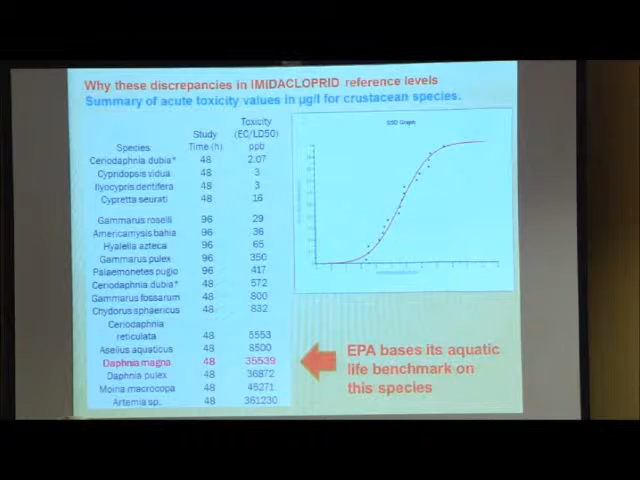 Why these discrepancies in IMIDACLOPRID reference levels
Summary of acute toxicity values in µg/l for crustacean species.
Species Study Time (h) Toxicity (EC/LD50) ppb
Ceriodaphnia dubia* 48 2.07
Cypridopsis vidua 48 3
Ilyocypris dentifera 48 3
Cypretta seurati 48 16
Gammarus roseli 96 29
Americamysis bahia 96 36
Hyalella azteca 96 65
Gammarus pulex 96 350
Palaemonetes pugio 96 417
Ceriodaphnia dubia* 48 572
Gammarus fossarum 48 800
Chydorus sphaericus 48 832
Ceriodaphnia
reticulata 48 5553
Asellus aquaticus 48 8500
Daphnia magna 48 35539
Daphnia pulex 48 36872
Moina macrocopa 48 45271
Artemia sp. 48 361230
SSD Graph
EPA bases its aquatic
life benchmark on
this species